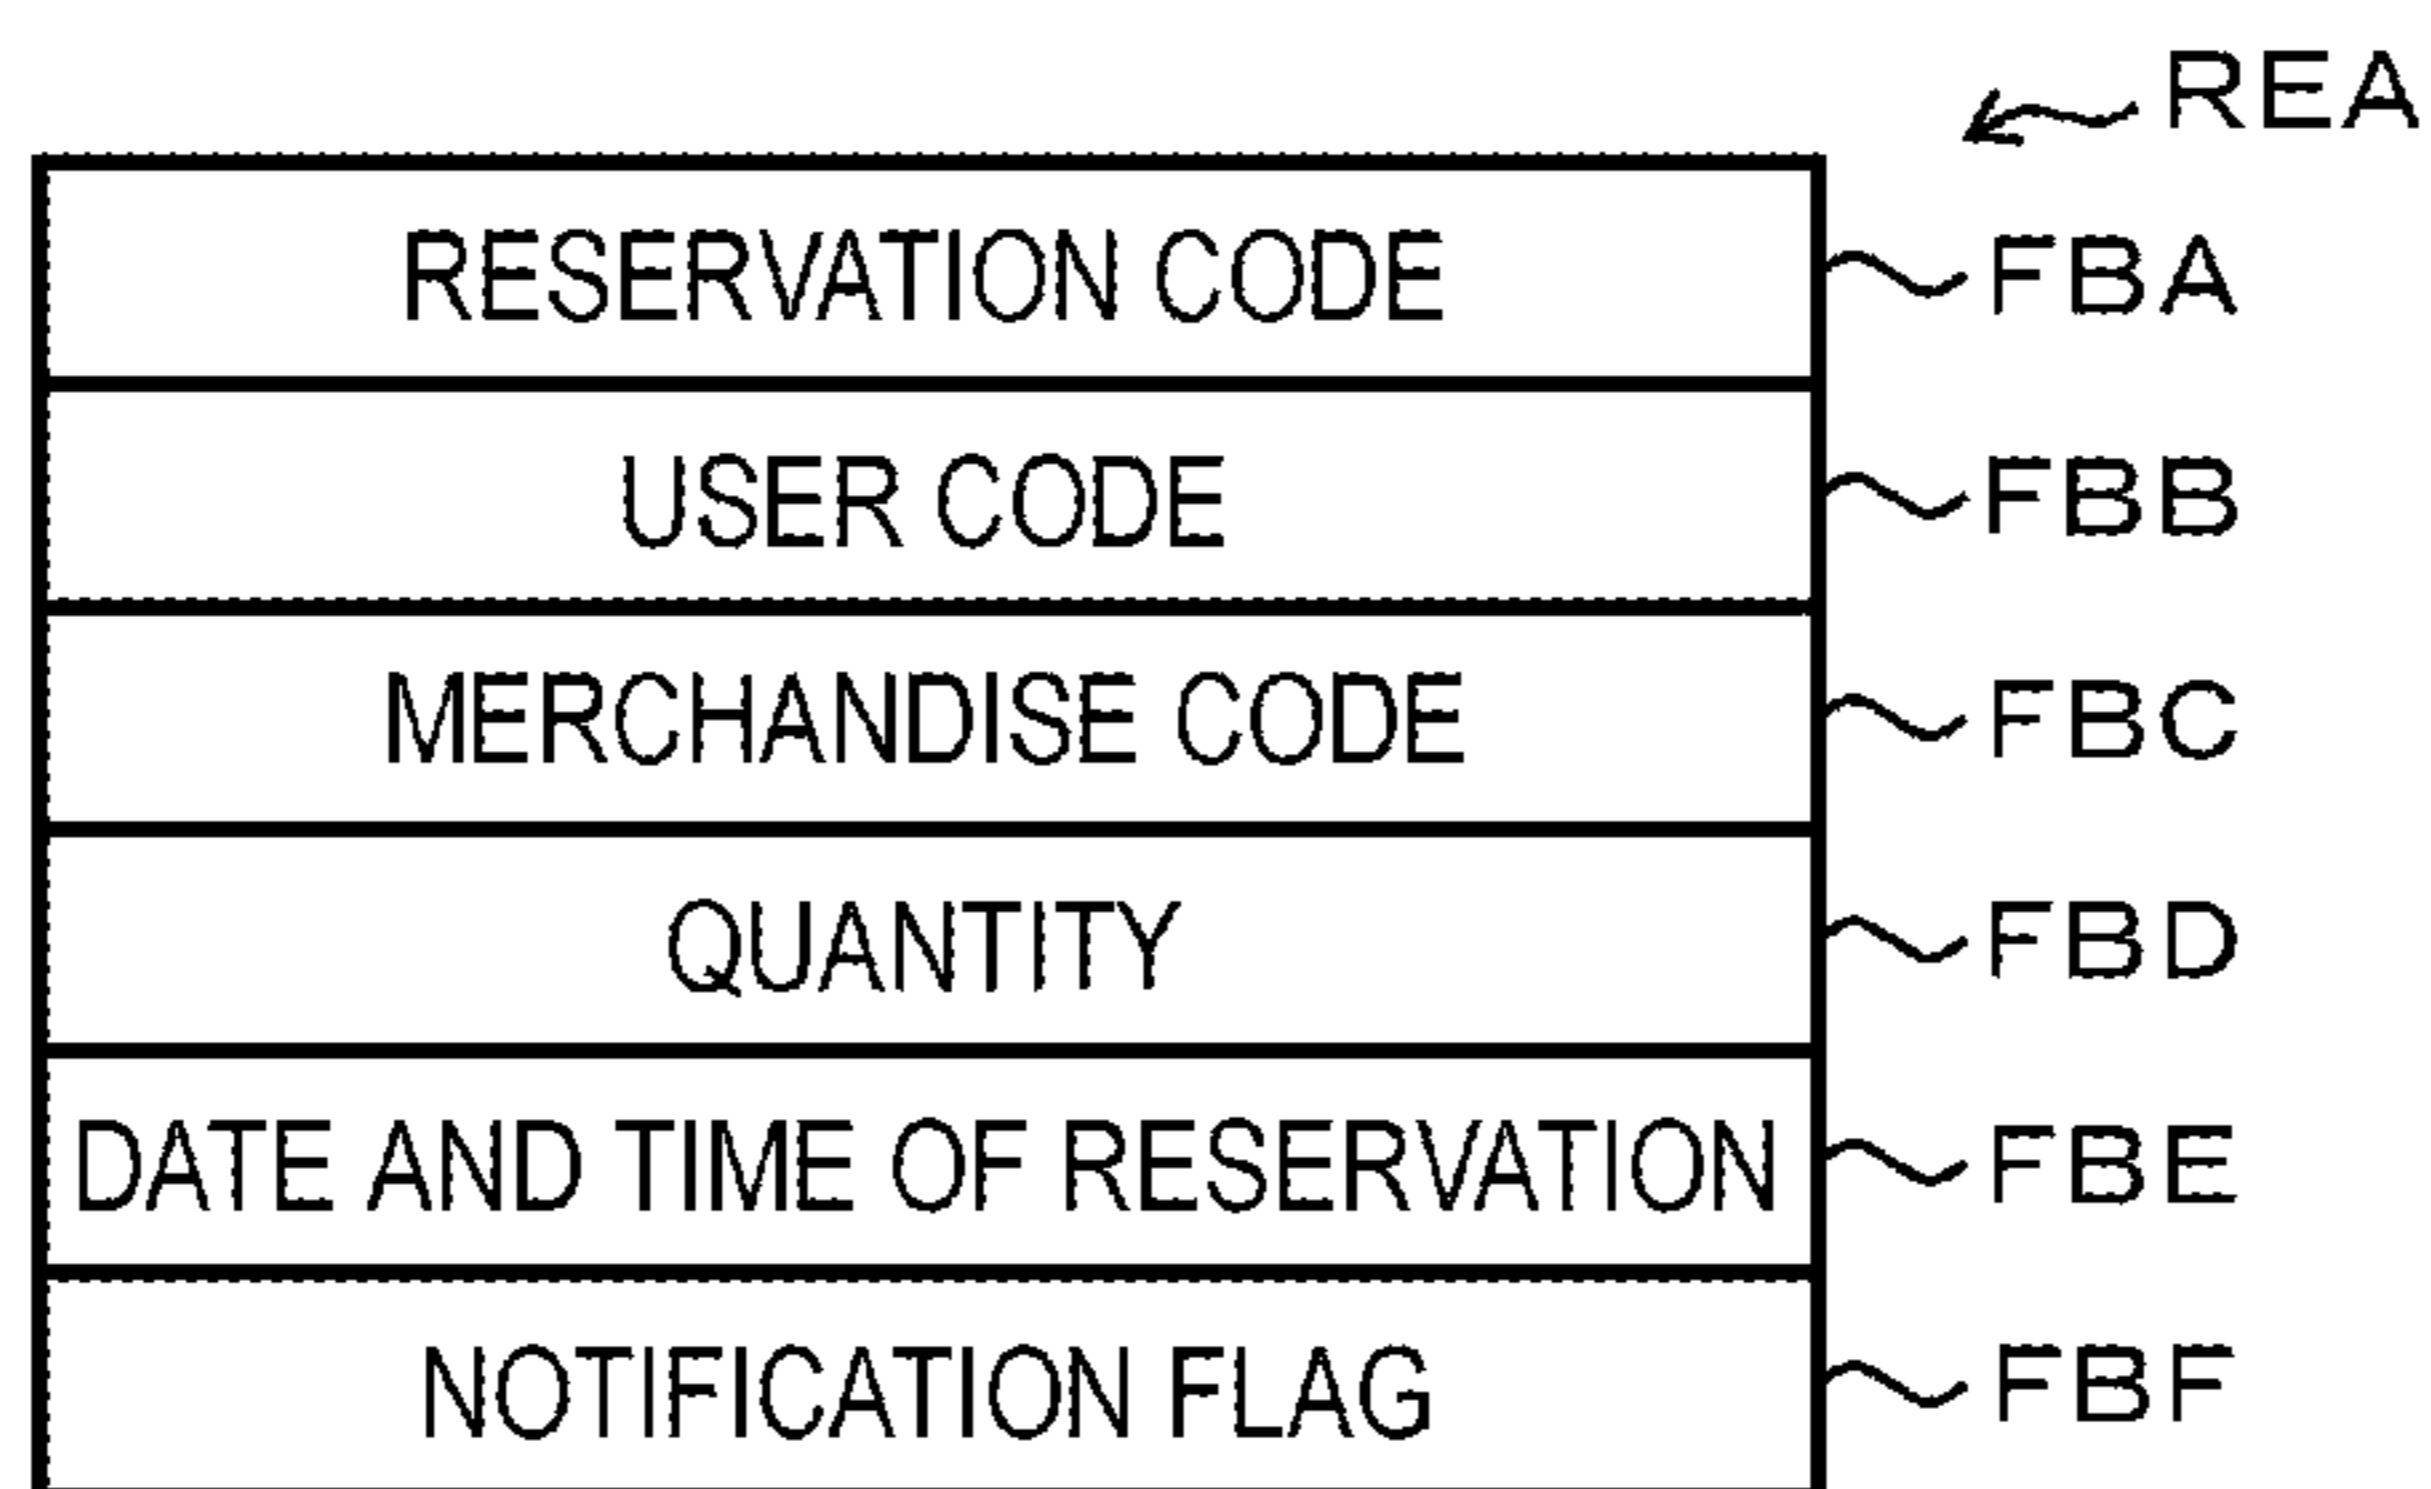 REA
RESERVATION CODE FBA
USER CODE FBB
MERCHANDISE CODE FBC
QUANTITY FBD
DATE AND TIME OF RESERVATION FBE
NOTIFICATION FLAG FBF